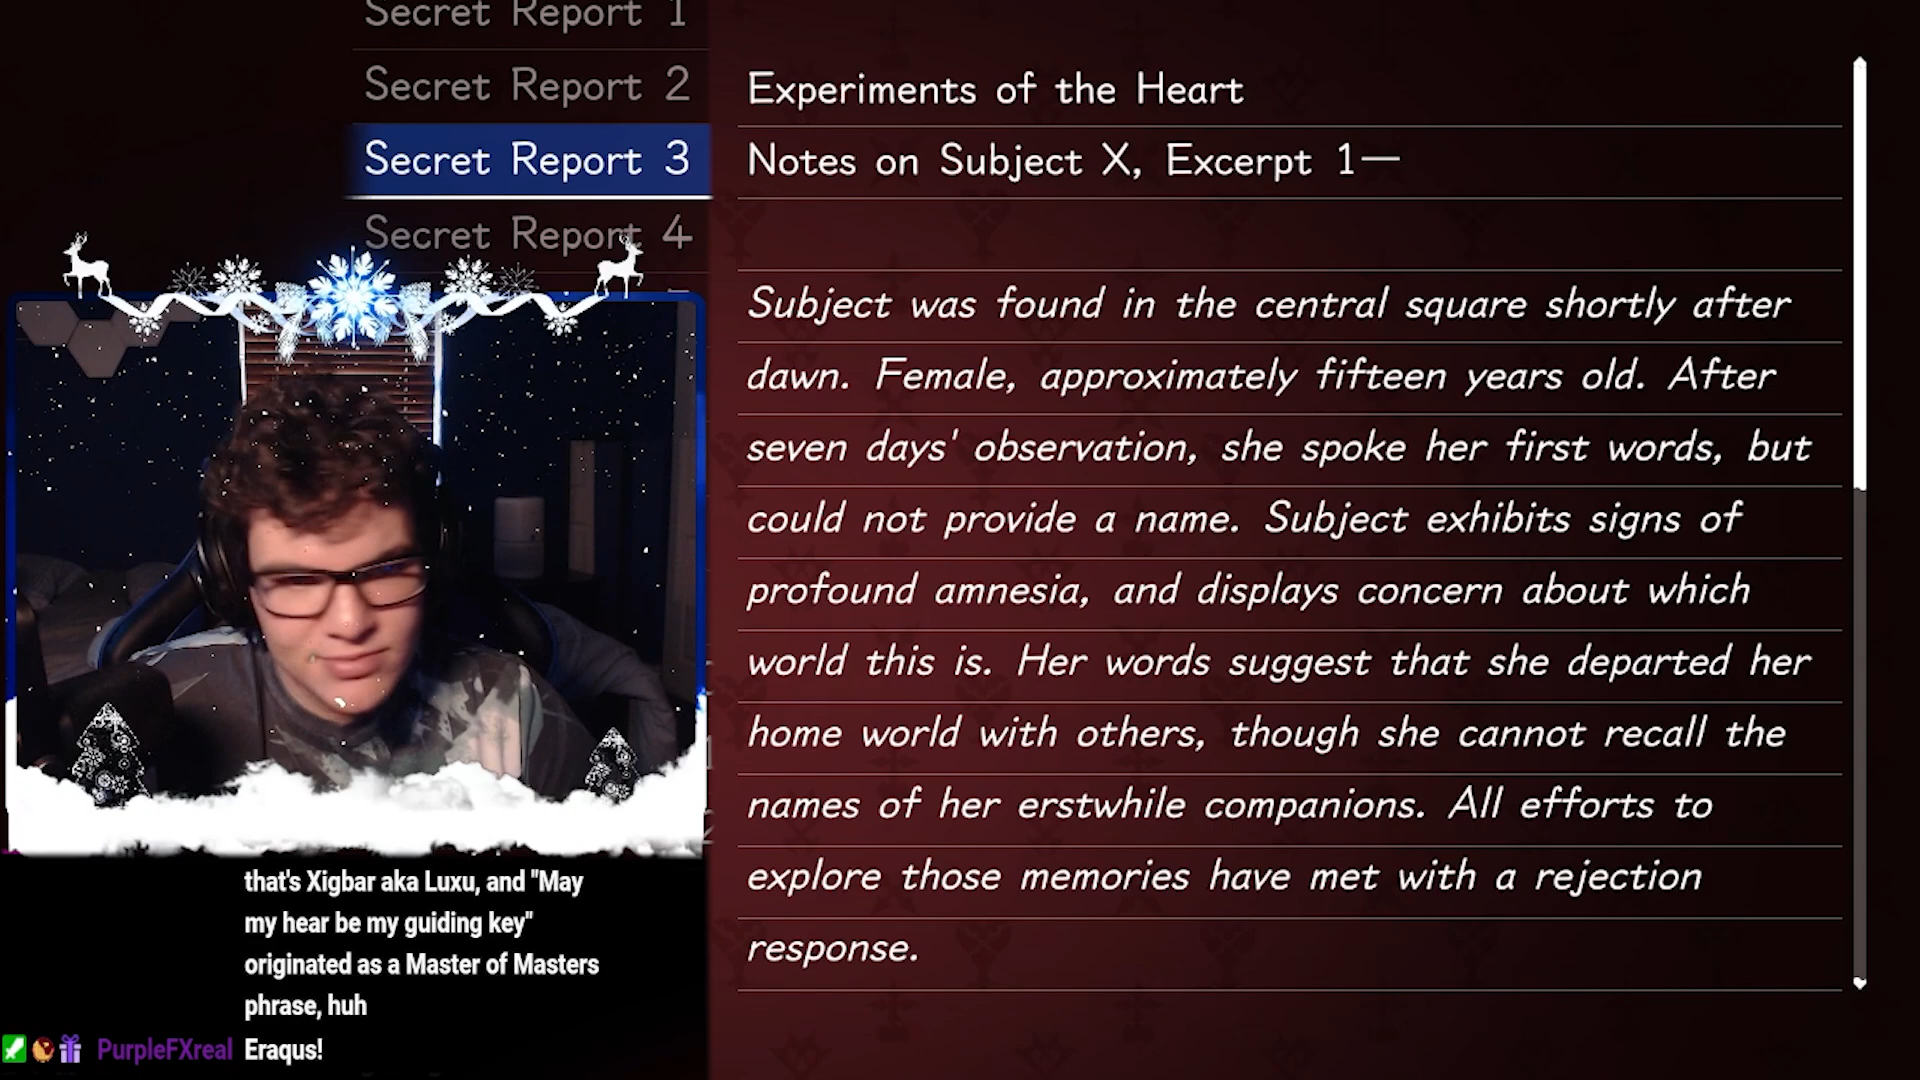 Secret Report 1
Secret Report 2
Secret Report 3
Secret Report 4
Experiments of the Heart
Notes on Subject X, Excerpt 1—
Subject was found in the central square shortly after
dawn. Female, approximately fifteen years old. After
seven days' observation, she spoke her first words, but
could not provide a name. Subject exhibits signs of
profound amnesia, and displays concern about which
world this is. Her words suggest that she departed her
home world with others, though she cannot recall the
names of her erstwhile companions. All efforts to
explore those memories have met with a rejection
response.
that's Xigbar aka Luxu, and "May
my hear be my guiding key"
originated as a Master of Masters
phrase, huh
PurpleFXreal Eraqus!